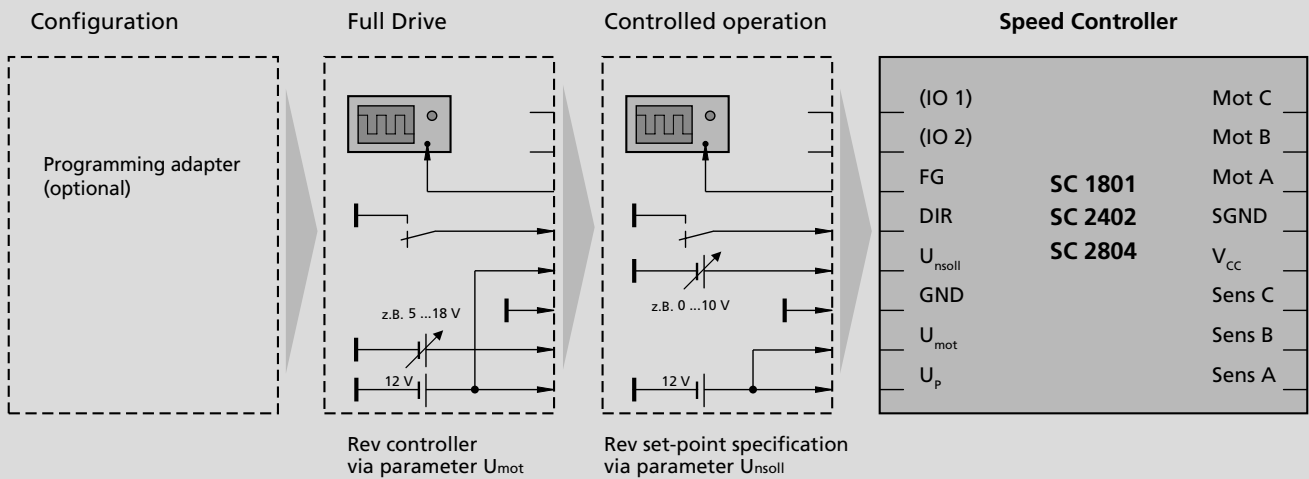 Configuration
Full Drive
Controlled operation
Speed Controller
Programming adapter
(optional)
z.B. 5 ...18 V
12 V
Rev controller
via parameter Umot
z.B. 0 ...10 V
12 V
Rev set-point specification
via parameter Unsoll
(IO 1)
(IO 2)
FG
DIR
Unsoll
GND
Umot
UP
SC 1801
SC 2402
SC 2804
Mot C
Mot B
Mot A
SGND
VCC
Sens C
Sens B
Sens A